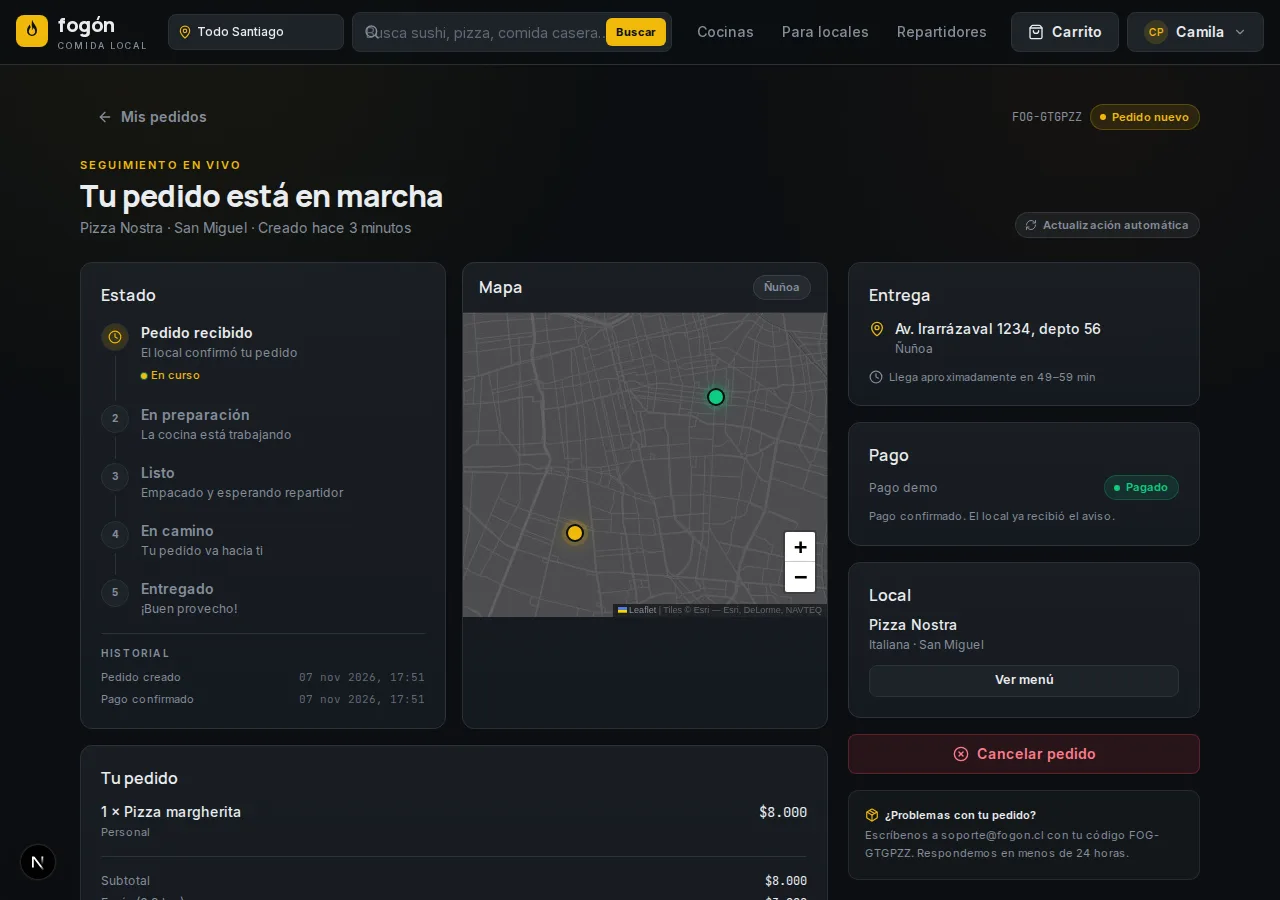 fogón
COMIDA LOCAL
Todo Santiago
Busca sushi, pizza, comida casera..
Buscar
Cocinas
Para locales
Repartidores
Carrito
CP
Camila
Mis pedidos
FOG-GTGPZZ
Pedido nuevo
SEGUIMIENTO EN VIVO
Tu pedido está en marcha
Pizza Nostra · San Miguel · Creado hace 3 minutos
Actualización automática
Estado
Pedido recibido
El local confirmó tu pedido
En curso
2
En preparación
La cocina está trabajando
3
Listo
Empacado y esperando repartidor
4
En camino
Tu pedido va hacia ti
5
Entregado
¡Buen provecho!
HISTORIAL
Pedido creado 07 nov 2026, 17:51
Pago confirmado 07 nov 2026, 17:51
Mapa
Ñuñoa
+
−
Leaflet | Tiles © Esri — Esri, DeLorme, NAVTEQ
Entrega
Av. Irarrázaval 1234, depto 56
Ñuñoa
Llega aproximadamente en 49–59 min
Pago
Pago demo
Pagado
Pago confirmado. El local ya recibió el aviso.
Local
Pizza Nostra
Italiana · San Miguel
Ver menú
Cancelar pedido
¿Problemas con tu pedido?
Escríbenos a soporte@fogon.cl con tu código FOG-
GTGPZZ. Respondemos en menos de 24 horas.
Tu pedido
1 × Pizza margherita $8.000
Personal
Subtotal $8.000
N